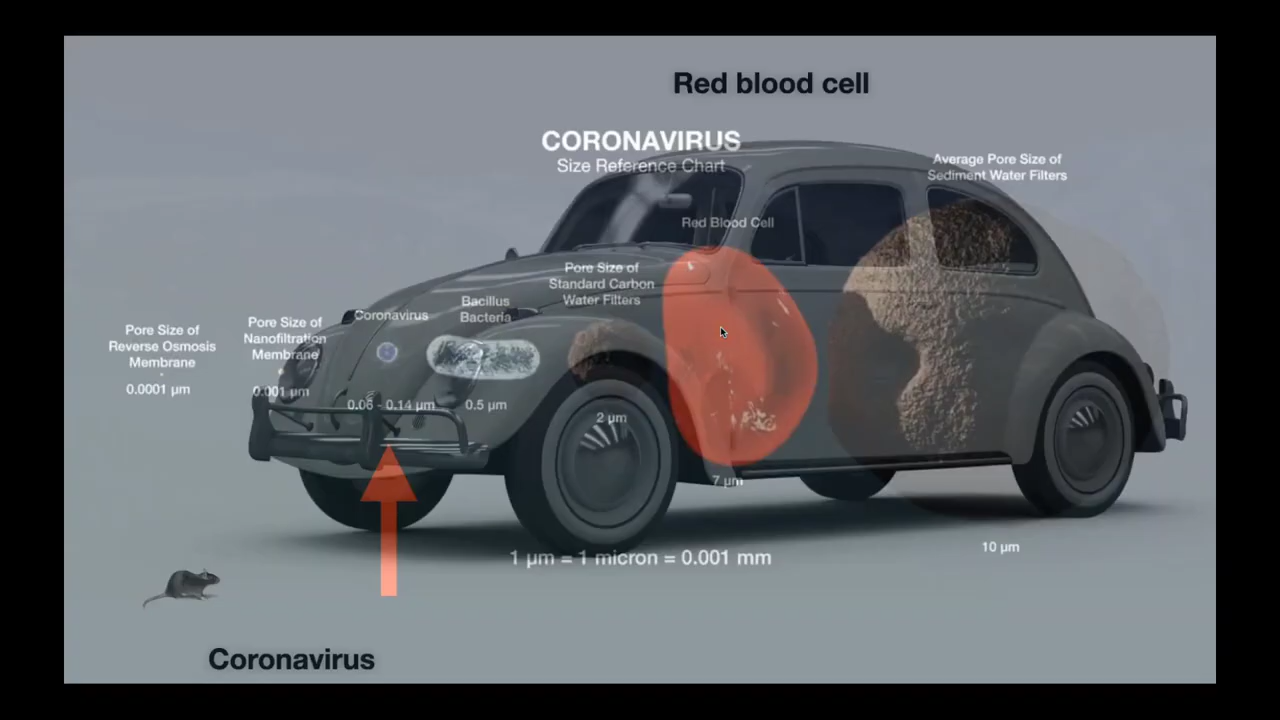 Red blood cell
CORONAVIRUS
Size Reference Chart
Average Pore Size of
Sediment Water Filters
Red Blood Cell
Pore Size of
Standard Carbon
Water Filters
Bacillus
Bacteria
Coronavirus
Pore Size of
Nanofiltration
Membrane
Pore Size of
Reverse Osmosis
Membrane
0.0001 μm
0.001 μm
0.06 - 0.14 μm
0.5 μm
2 μm
7 μm
10 μm
1 μm = 1 micron = 0.001 mm
Coronavirus